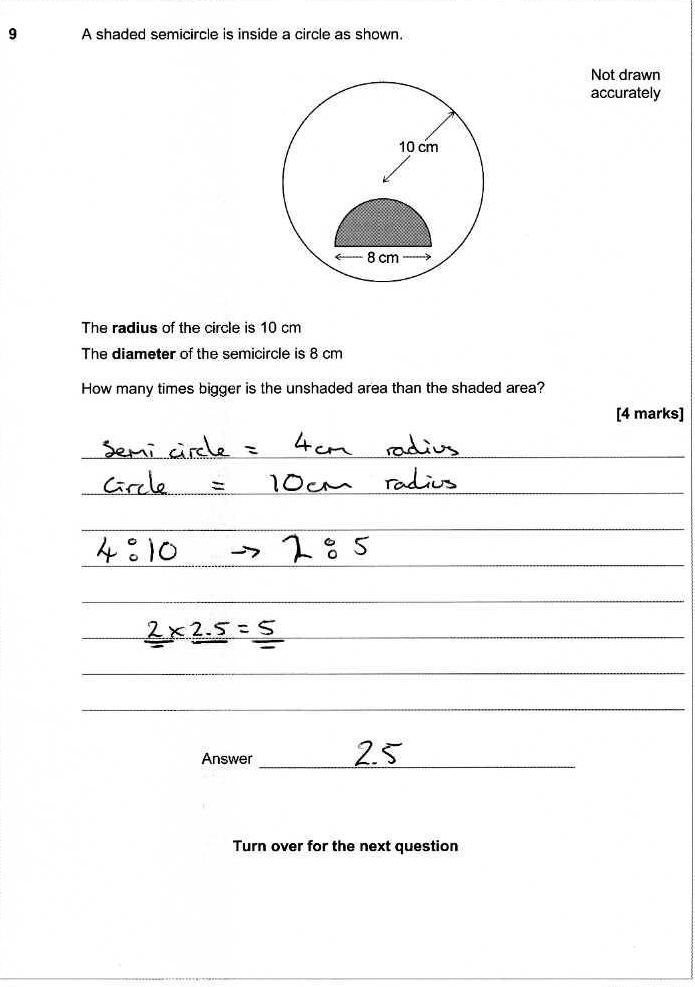 9 A shaded semicircle is inside a circle as shown.
Not drawn
accurately
10 cm
8 cm
The radius of the circle is 10 cm
The diameter of the semicircle is 8 cm
How many times bigger is the unshaded area than the shaded area?
[4 marks]
Semi circle = 4cm radius
Circle = 10cm radius
4:10 → 2:5
2 x 2.5 = 5
Answer 2.5
Turn over for the next question